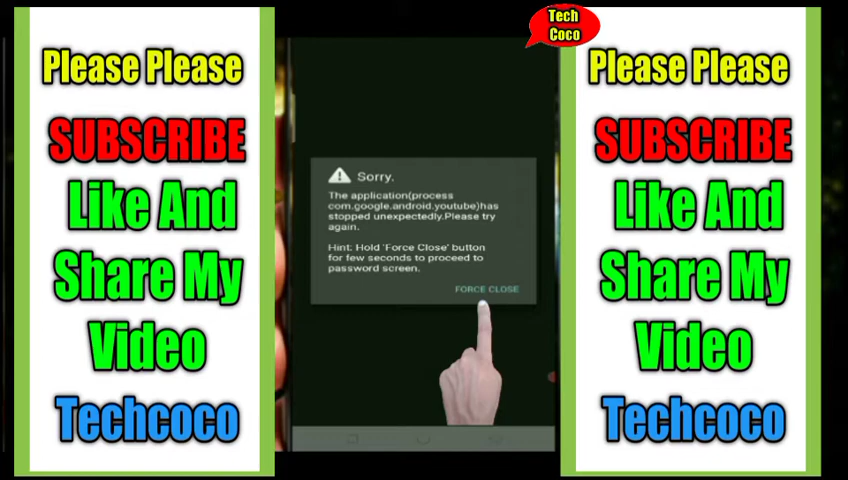 Please Please
SUBSCRIBE
Like And
Share My
Video
Techcoco
Sorry.
The application(process
com.google.android.youtube)has
stopped unexpectedly.Please try
again.
Hint: Hold 'Force Close' button
for few seconds to proceed to
password screen.
FORCE CLOSE
Tech
Coco
Please Please
SUBSCRIBE
Like And
Share My
Video
Techcoco